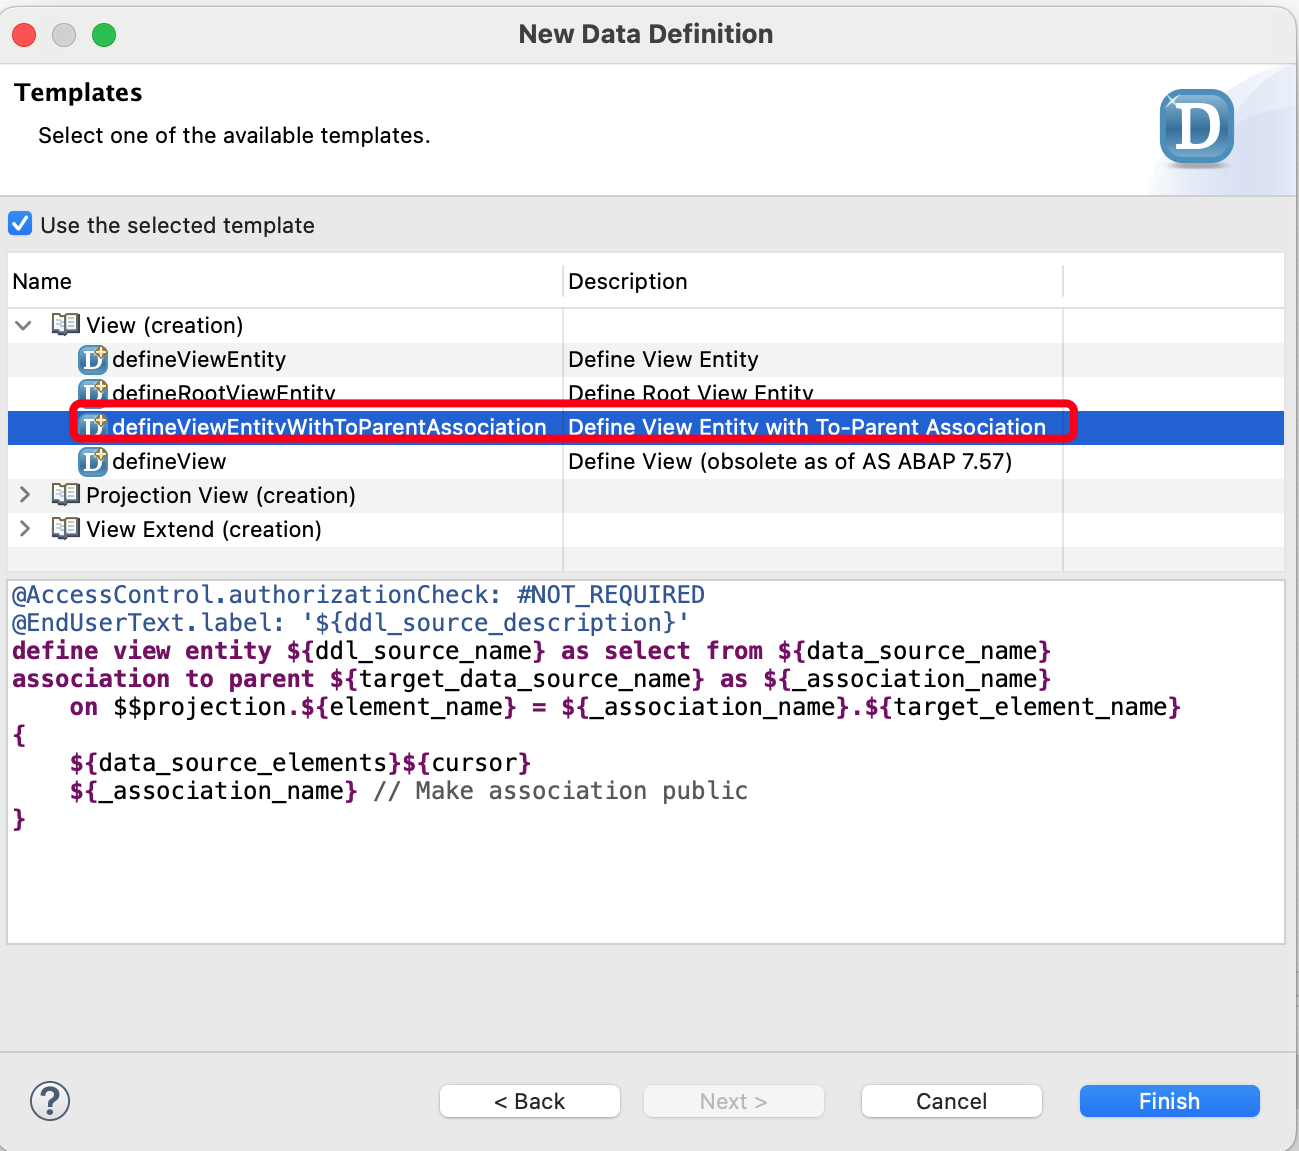 New Data Definition
Templates
Select one of the available templates.
D
Use the selected template
Name Description
View (creation)
defineViewEntity Define View Entity
defineRootViewEntity Define Root View Entity
defineViewEntityWithToParentAssociation Define View Entity with To-Parent Association
defineView Define View (obsolete as of AS ABAP 7.57)
Projection View (creation)
View Extend (creation)
@AccessControl.authorizationCheck: #NOT_REQUIRED
@EndUserText.label: '${ddl_source_description}'
define view entity ${ddl_source_name} as select from ${data_source_name}
association to parent ${target_data_source_name} as ${_association_name}
on $$projection.${element_name} = ${_association_name}.${target_element_name}
{
${data_source_elements}${cursor}
${_association_name} // Make association public
}
? < Back Next > Cancel Finish